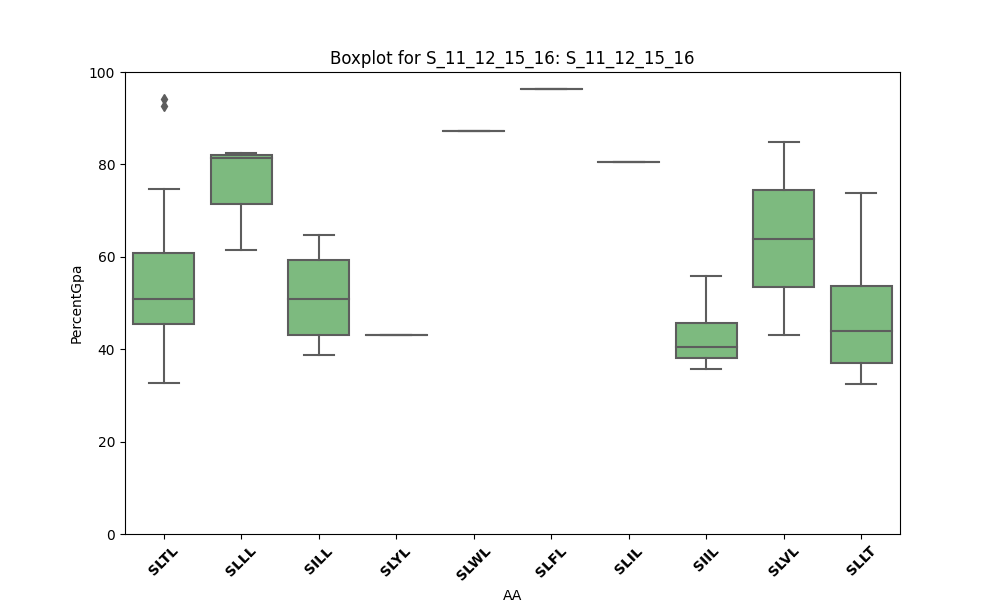 Boxplot for S_11_12_15_16: S_11_12_15_16
100
80
60
40
20
0
PercentGpa
SLTL
SLLL
SILL
SLYL
SLWL
SLFL
SLIL
SIIL
SLVL
SLLT
AA